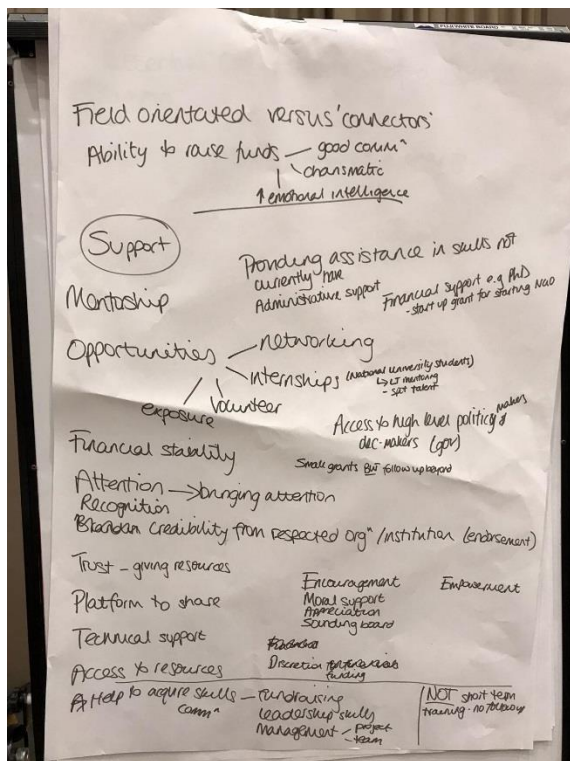 Field orientated versus 'connectors'
Ability to raise funds — good comm^n
charismatic
↑ emotional intelligence
Support
Providing assistance in skills not
currently have
Administrative support
Financial support e.g PhD
- start up grant for starting NGO
Mentorship
Opportunities — networking
internships (national university students)
↳ LT mentoring
- spot talent
Volunteer
exposure
Access to high level politics makers
dec-makers (gov)
Financial stability
Small grants BUT follow up beyond
Attention → bringing attention
Recognition
Credibility from respected org^n / institution (endorsement)
Trust – giving resources
Platform to share
Encouragement
Moral support
Appreciation
Sounding board
Empowerment
Technical support
Access to resources
Discretion
funding
Help to acquire skills – fundraising
comm^n
leadership skills
management – project
- team
NOT short term
training - no follow up